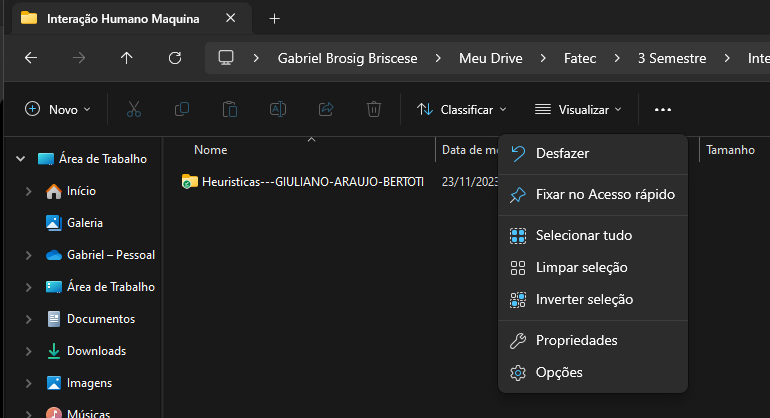 Interação Humano Maquina
Gabriel Brosig Briscese > Meu Drive > Fatec > 3 Semestre > Inte
Novo
Classificar
Visualizar
Nome
Data de mo
Tamanho
Heuristicas---GIULIANO-ARAUJO-BERTOTI
23/11/2023
Área de Trabalho
Início
Galeria
Gabriel – Pessoal
Área de Trabalho
Documentos
Downloads
Imagens
Músicas
Desfazer
Fixar no Acesso rápido
Selecionar tudo
Limpar seleção
Inverter seleção
Propriedades
Opções